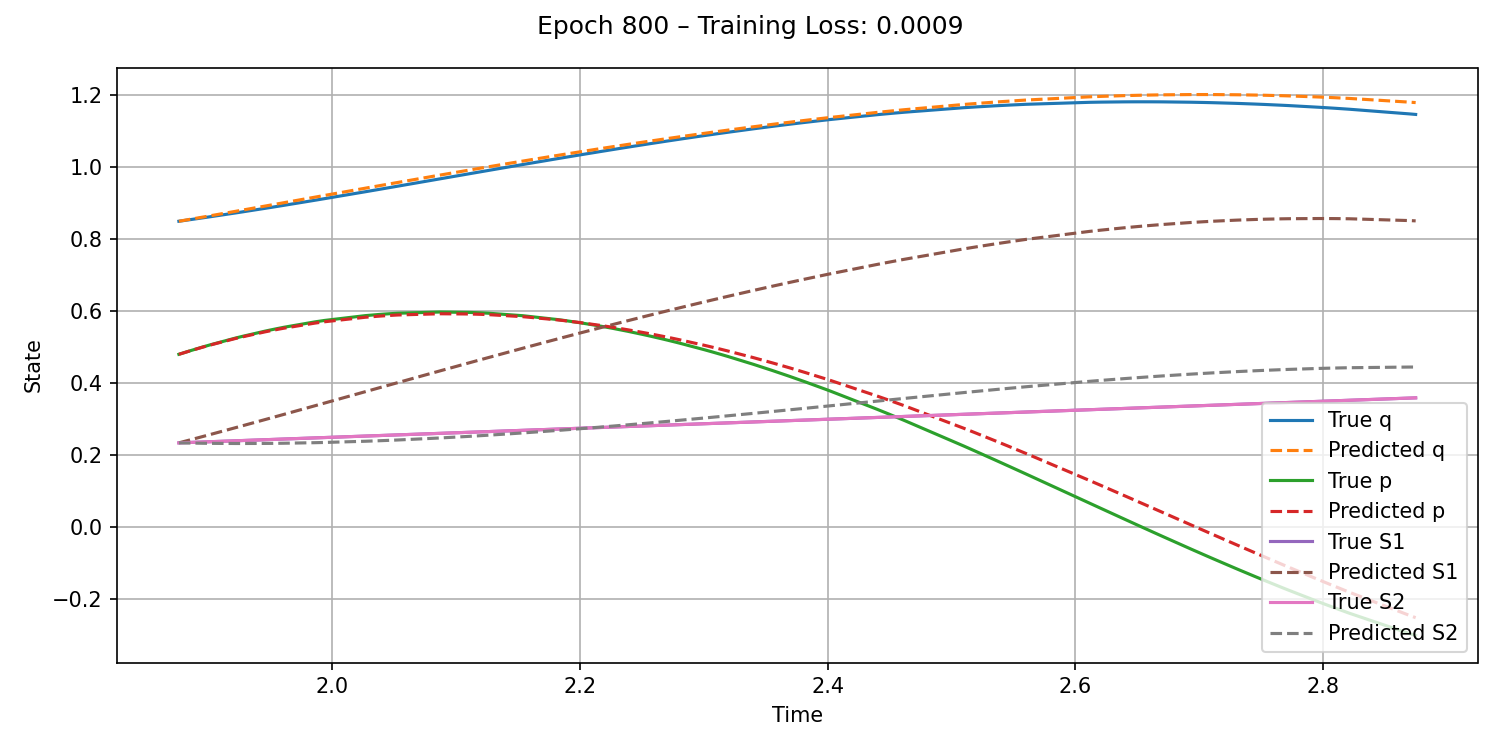 Epoch 800 – Training Loss: 0.0009
1.2
1.0
0.8
0.6
0.4
0.2
0.0
−0.2
State
2.0
2.2
2.4
2.6
2.8
Time
True q
Predicted q
True p
Predicted p
True S1
Predicted S1
True S2
Predicted S2